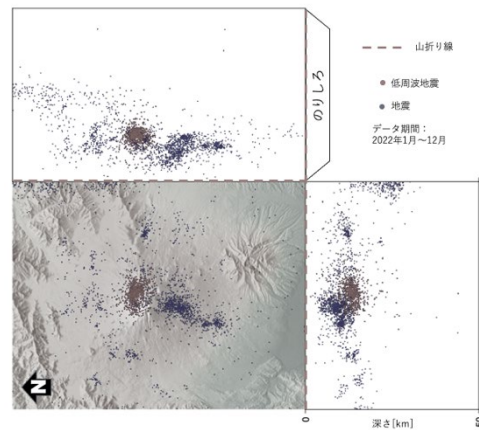 のりしろ
山折り線
低周波地震
地震
データ期間：
2022年1月～12月
N
0
深さ[km]
50